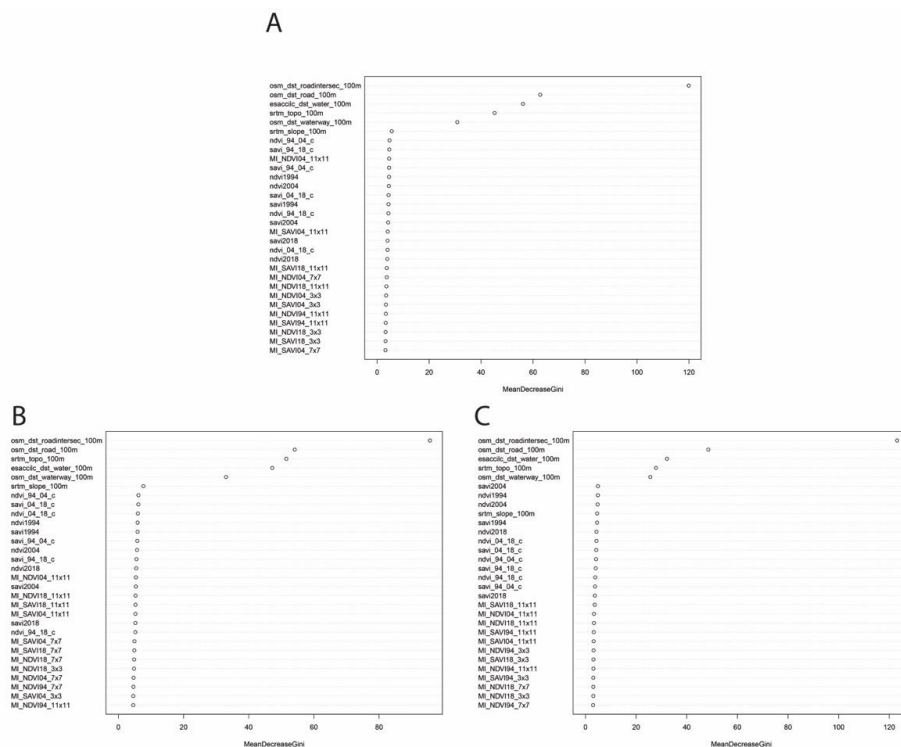 A
osm_dst_roadintersec_100m
osm_dst_road_100m
esaccilc_dst_water_100m
srtm_topo_100m
osm_dst_waterway_100m
srtm_slope_100m
ndvi_94_04_c
savi_94_18_c
MI_NDVI04_11x11
savi_94_04_c
ndvi1994
ndvi2004
savi_04_18_c
savi1994
ndvi_94_18_c
savi2004
MI_SAVI04_11x11
savi2018
ndvi_04_18_c
ndvi2018
MI_SAVI18_11x11
MI_NDVI04_7x7
MI_NDVI18_11x11
MI_NDVI04_3x3
MI_SAVI04_3x3
MI_NDVI94_11x11
MI_SAVI94_11x11
MI_NDVI18_3x3
MI_SAVI18_3x3
MI_SAVI04_7x7
0 20 40 60 80 100 120
MeanDecreaseGini
B
osm_dst_roadintersec_100m
osm_dst_road_100m
srtm_topo_100m
esaccilc_dst_water_100m
osm_dst_waterway_100m
srtm_slope_100m
ndvi_94_04_c
savi_04_18_c
ndvi_04_18_c
ndvi1994
savi1994
savi_94_04_c
ndvi2004
savi_94_18_c
ndvi2018
MI_NDVI04_11x11
savi2004
MI_NDVI18_11x11
MI_SAVI18_11x11
MI_SAVI04_11x11
savi2018
ndvi_94_18_c
MI_SAVI04_7x7
MI_SAVI18_7x7
MI_NDVI18_7x7
MI_NDVI18_3x3
MI_NDVI04_7x7
MI_NDVI94_7x7
MI_SAVI04_3x3
MI_NDVI94_11x11
0 20 40 60 80
MeanDecreaseGini
C
osm_dst_roadintersec_100m
osm_dst_road_100m
esaccilc_dst_water_100m
srtm_topo_100m
osm_dst_waterway_100m
savi2004
ndvi1994
ndvi2004
srtm_slope_100m
savi1994
ndvi2018
ndvi_04_18_c
savi_04_18_c
ndvi_94_04_c
savi_94_18_c
ndvi_94_18_c
savi_94_04_c
savi2018
MI_SAVI18_11x11
MI_NDVI04_11x11
MI_NDVI18_11x11
MI_SAVI94_11x11
MI_SAVI04_11x11
MI_NDVI94_3x3
MI_SAVI18_3x3
MI_NDVI94_11x11
MI_SAVI94_3x3
MI_NDVI18_7x7
MI_NDVI18_3x3
MI_NDVI94_7x7
0 20 40 60 80 100 120
MeanDecreaseGini